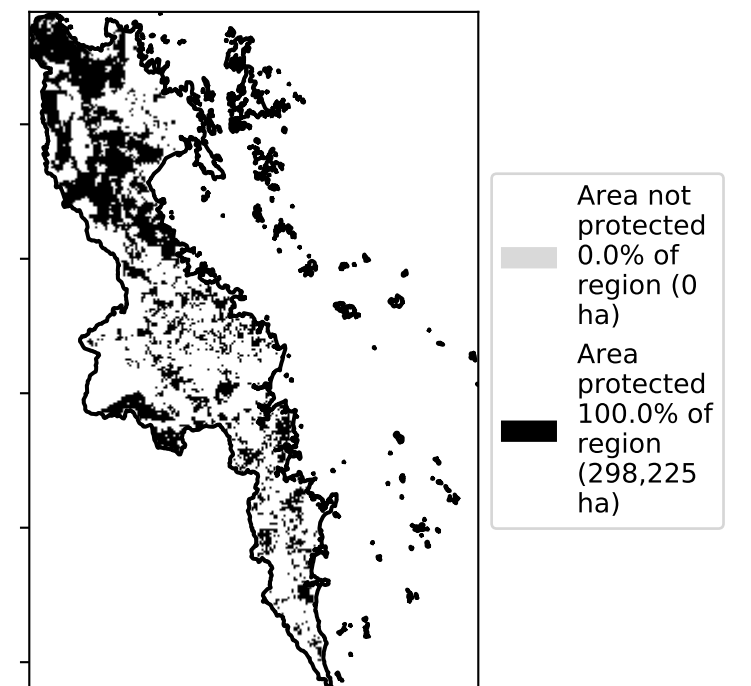 Area not
protected
0.0% of
region (0
ha)
Area
protected
100.0% of
region
(298,225
ha)